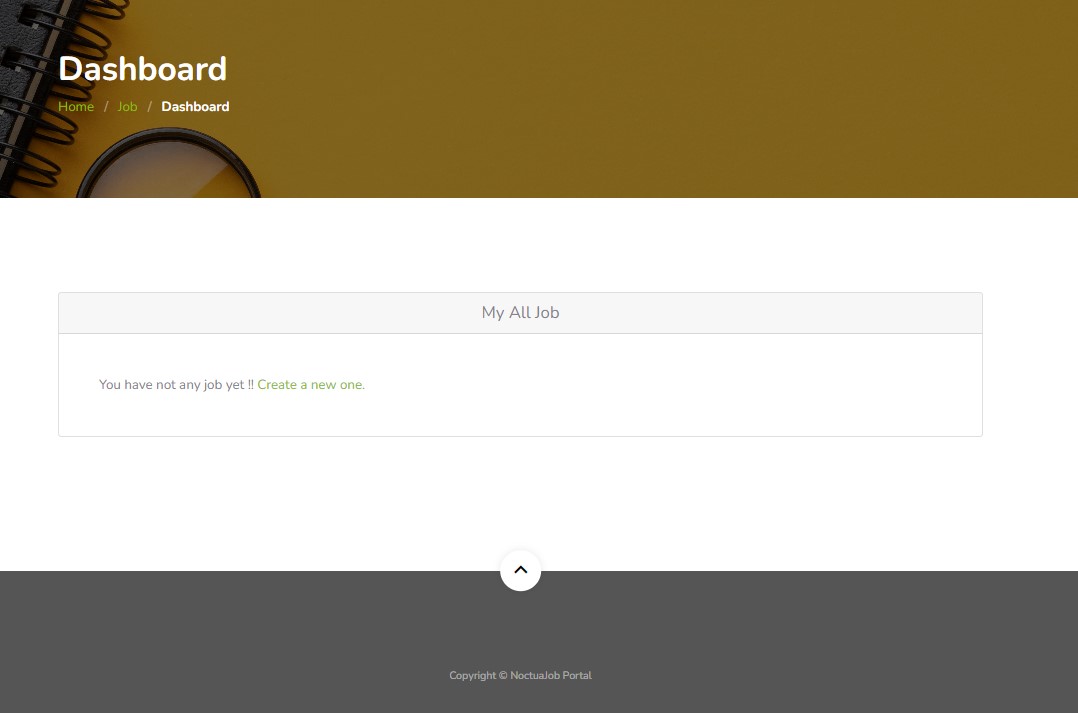 Dashboard
Home / Job / Dashboard
My All Job
You have not any job yet !! Create a new one.
Copyright © NoctuaJob Portal